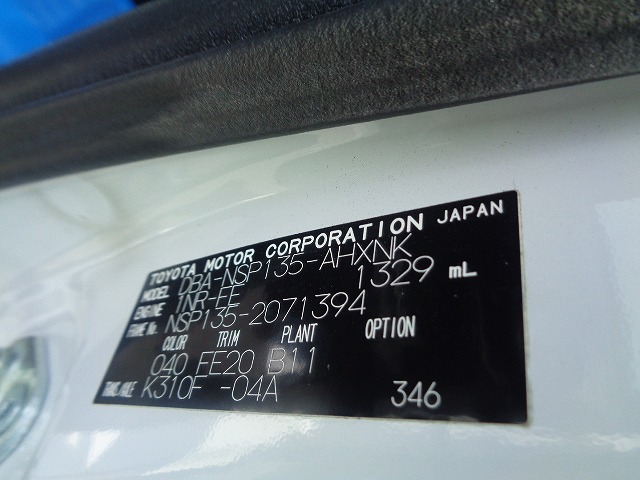 TOYOTA MOTOR CORPORATION JAPAN
MODEL DBA-NSP135-AHXNK
ENGINE 1NR-FE 1329 mL
FRAME No. NSP135-2071394
COLOR TRIM PLANT OPTION
040 FE20 B11
TRANS./AXLE K310F -04A 346